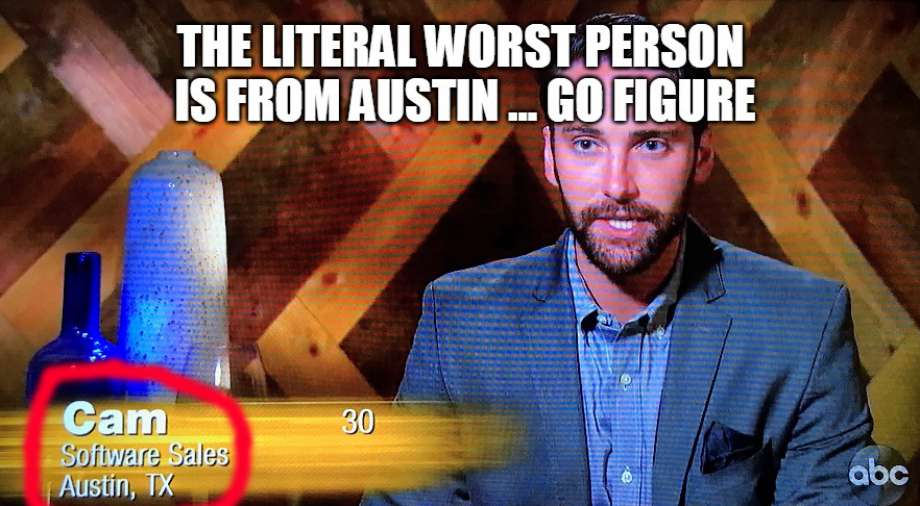 THE LITERAL WORST PERSON
IS FROM AUSTIN ... GO FIGURE
Cam 30
Software Sales
Austin, TX
abc